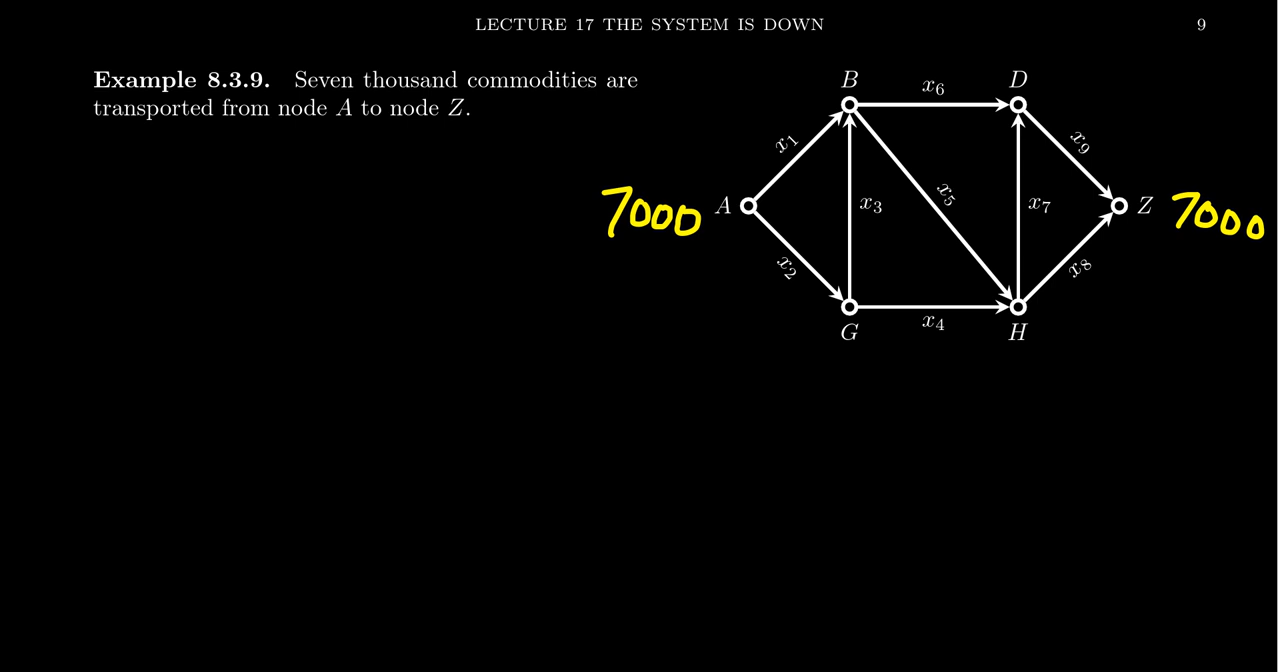 LECTURE 17 THE SYSTEM IS DOWN
9
Example 8.3.9. Seven thousand commodities are
transported from node A to node Z.
B
D
x6
x1
x9
x5
7000
A
x3
x7
Z
7000
x2
x8
x4
G
H